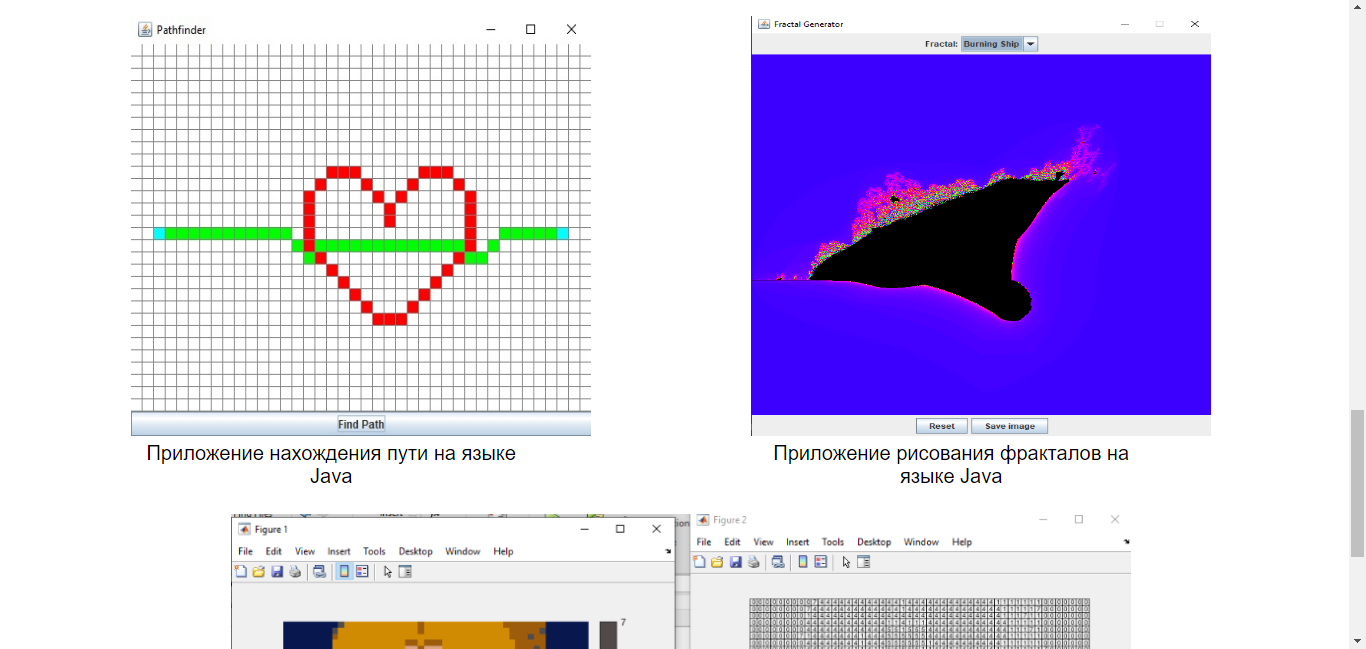 Pathfinder
Find Path
Приложение нахождения пути на языке
Java
Fractal Generator
Fractal: Burning Ship
Reset Save image
Приложение рисования фракталов на
языке Java
Figure 1
File Edit View Insert Tools Desktop Window Help
7
Figure 2
File Edit View Insert Tools Desktop Window Help